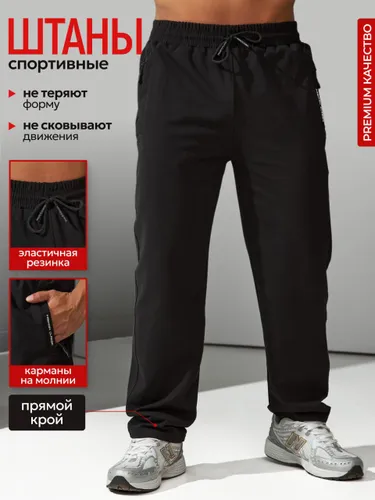 ШТАНЫ
спортивные
не теряют
форму
не сковывают
движения
PREMIUM КАЧЕСТВО
эластичная
резинка
карманы
на молнии
прямой
крой